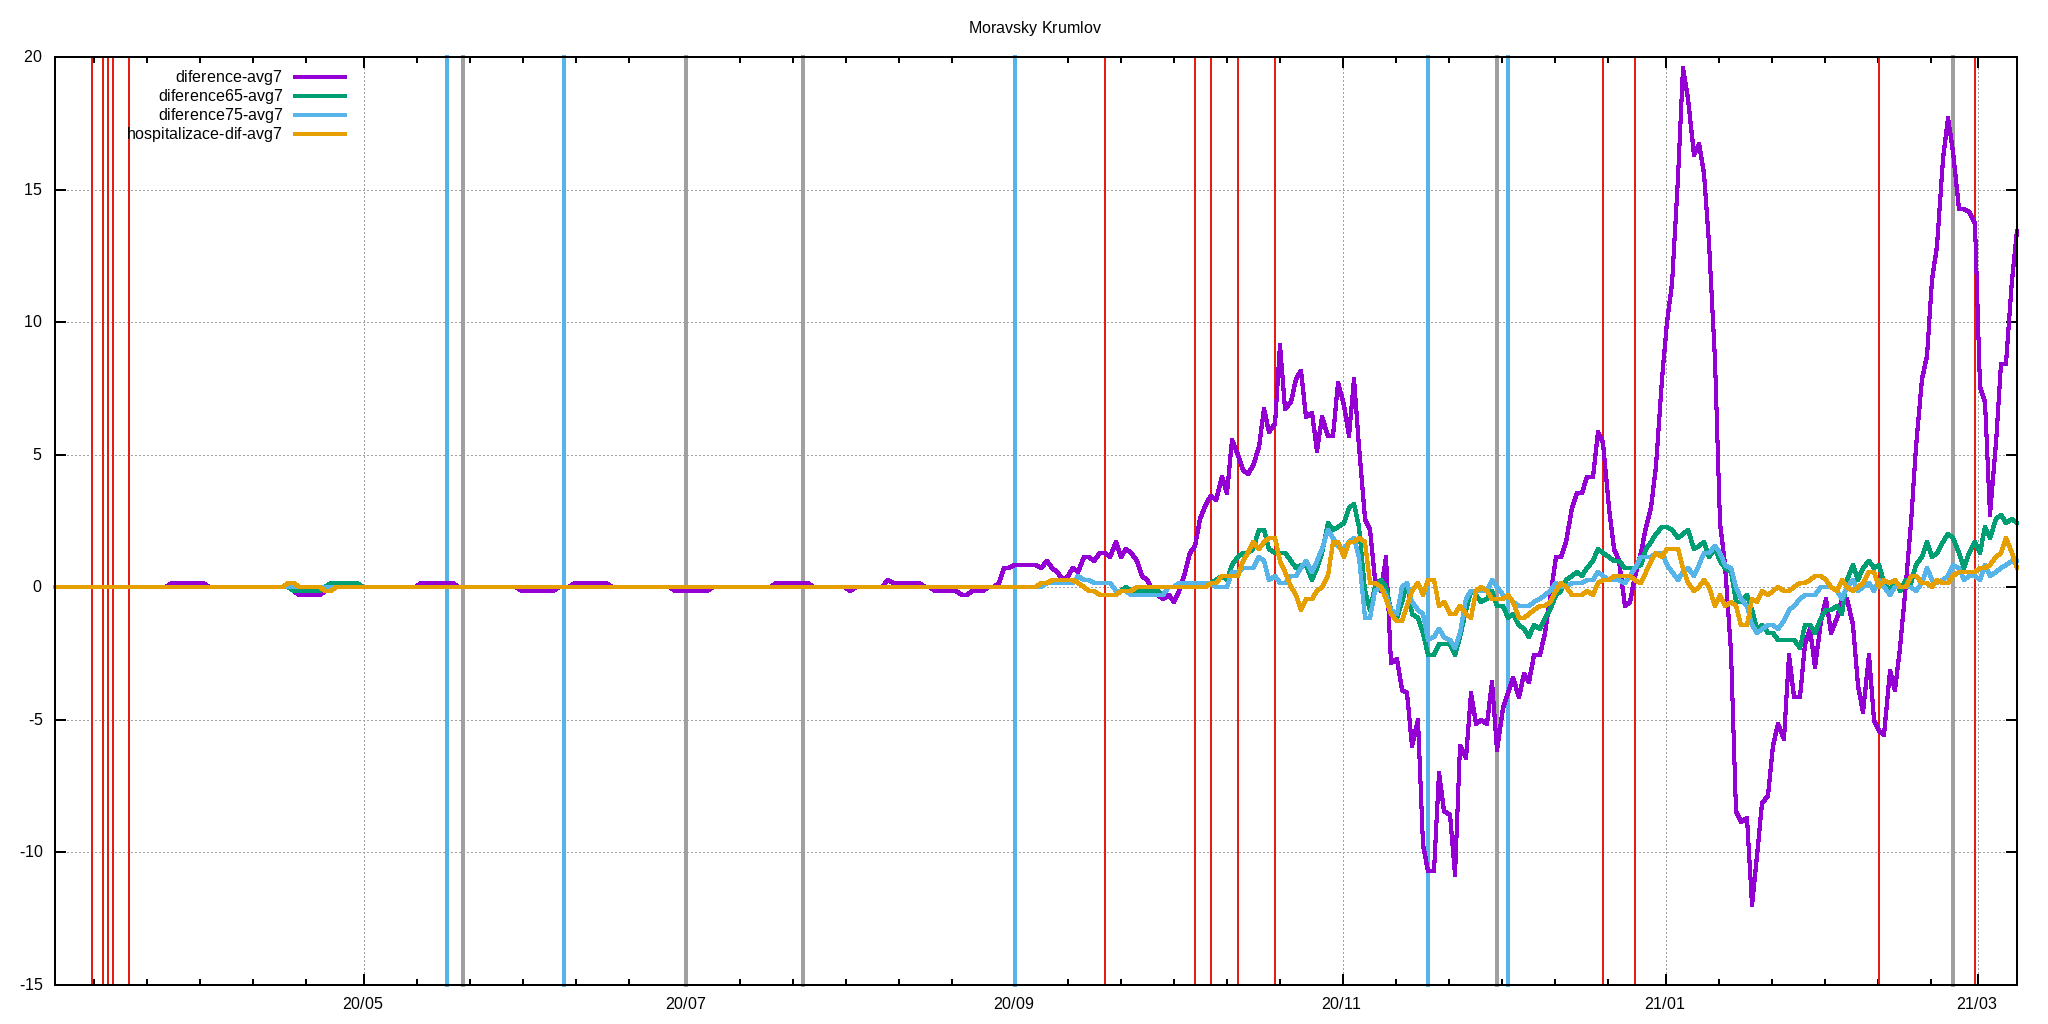 Moravsky Krumlov
20
diference-avg7
diference65-avg7
diference75-avg7
hospitalizace-dif-avg7
15
10
5
0
-5
-10
-15
20/05 20/07 20/09 20/11 21/01 21/03